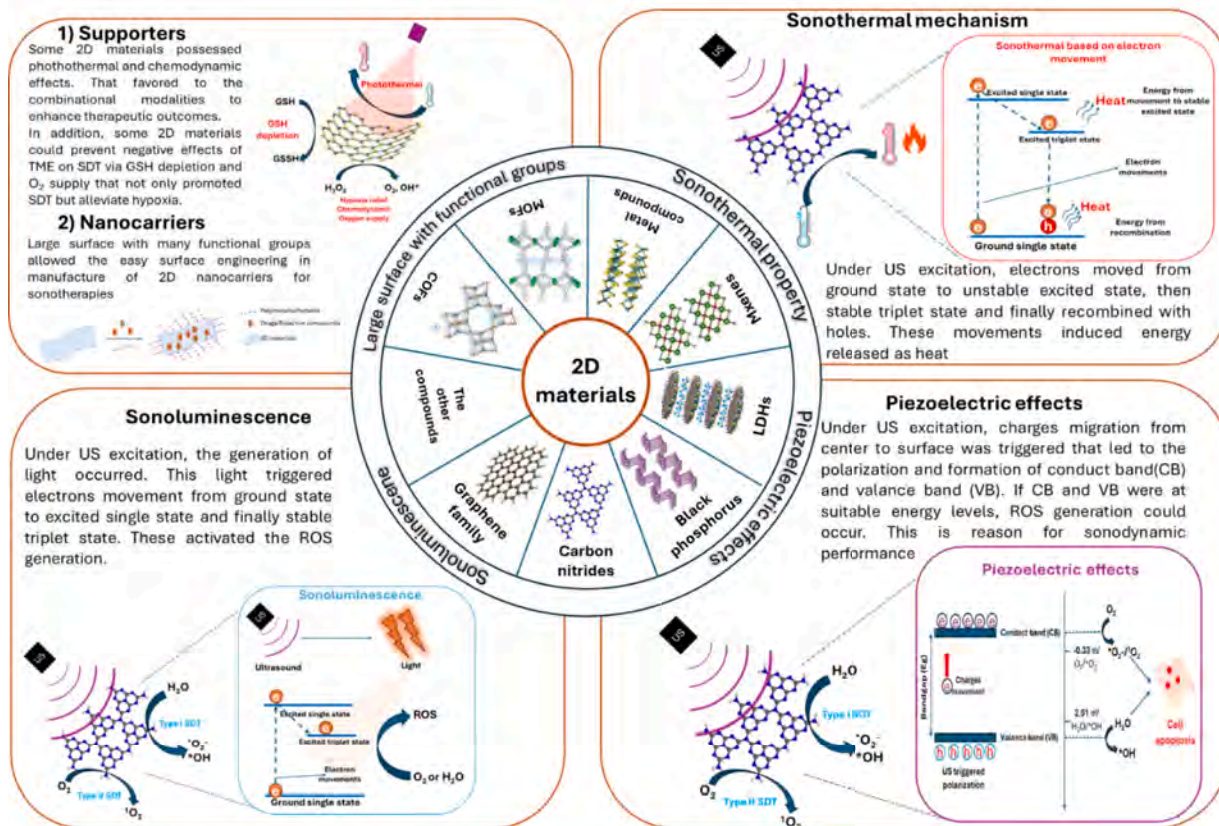 1) Supporters
Some 2D materials possessed
phothothermal and chemodynamic
effects. That favored to the
combinational modalities to
enhance therapeutic outcomes.
In addition, some 2D materials
could prevent negative effects of
TME on SDT via GSH depletion and
O₂ supply that not only promoted
SDT but alleviate hypoxia.
2) Nanocarriers
Large surface with many functional groups
allowed the easy surface engineering in
manufacture of 2D nanocarriers for
sonotherapies
Photothermal
GSH
GSH
depletion
GSSH
H₂O₂
O₂, OH*
Hypoxia relief
Chemodynamic
Oxygen supply
2D materials
Sonothermal mechanism
US
Sonothermal based on electron
movement
e
Excited single state
Heat
Energy from
movement to stable
excited state
e
Excited triplet state
Electron
movements
e
e
h
Heat
Energy from
recombination
Ground single state
Under US excitation, electrons moved from
ground state to unstable excited state, then
stable triplet state and finally recombined with
holes. These movements induced energy
released as heat
Large surface with functional groups
Sonothermal property
Piezoelectric effects
Sonoluminescene
MOFs
Metal
compounds
Mxenes
LDHs
Black
phosphorus
Carbon
nitrides
Graphene
family
The
other
compounds
COFs
2D
materials
Sonoluminescence
Under US excitation, the generation of
light occurred. This light triggered
electrons movement from ground state
to excited single state and finally stable
triplet state. These activated the ROS
generation.
US
H₂O
Type I SDT
*O₂⁻
*OH
O₂
Type II SDT
¹O₂
Sonoluminescence
US
Ultrasound
Light
e
Excited single state
e
Excited triplet state
Electron
movements
e
Ground single state
ROS
O₂ or H₂O
Piezoelectric effects
Under US excitation, charges migration from
center to surface was triggered that led to the
polarization and formation of conduct band(CB)
and valance band (VB). If CB and VB were at
suitable energy levels, ROS generation could
occur. This is reason for sonodynamic
performance
US
H₂O
Type I SDT
*O₂⁻
*OH
O₂
Type II SDT
¹O₂
Piezoelectric effects
e e e e e
Conduct band (CB)
Bandgap (Eg)
e
Charges
movement
Valance band (VB)
h h h h h
US triggered
polarization
O₂
H₂O
*OH
Cell
apoptosis